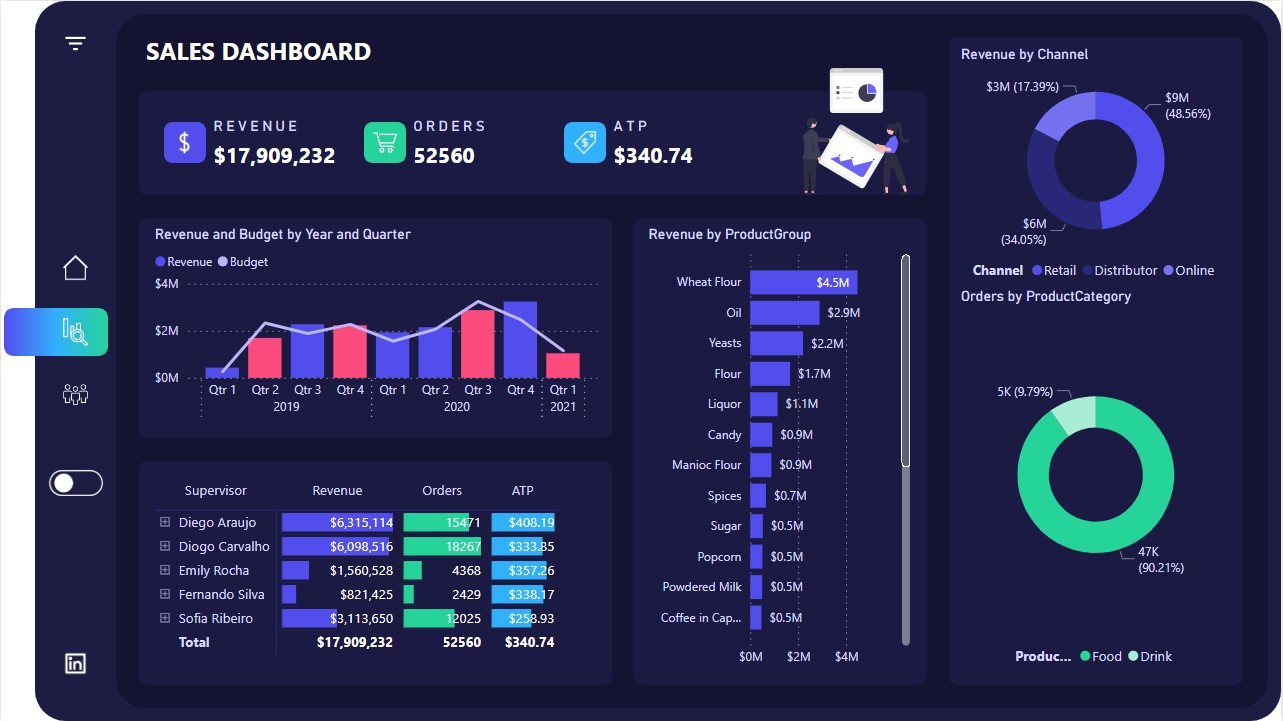 SALES DASHBOARD
REVENUE
$17,909,232
ORDERS
52560
ATP
$340.74
Revenue and Budget by Year and Quarter
Revenue Budget
$4M
$2M
$0M
Qtr 1 Qtr 2 Qtr 3 Qtr 4 Qtr 1 Qtr 2 Qtr 3 Qtr 4 Qtr 1
2019 2020 2021
Supervisor Revenue Orders ATP
Diego Araujo $6,315,114 15471 $408.19
Diogo Carvalho $6,098,516 18267 $333.85
Emily Rocha $1,560,528 4368 $357.26
Fernando Silva $821,425 2429 $338.17
Sofia Ribeiro $3,113,650 12025 $258.93
Total $17,909,232 52560 $340.74
Revenue by ProductGroup
Wheat Flour $4.5M
Oil $2.9M
Yeasts $2.2M
Flour $1.7M
Liquor $1.1M
Candy $0.9M
Manioc Flour $0.9M
Spices $0.7M
Sugar $0.5M
Popcorn $0.5M
Powdered Milk $0.5M
Coffee in Cap... $0.5M
$0M $2M $4M
Revenue by Channel
$3M (17.39%)
$9M
(48.56%)
$6M
(34.05%)
Channel Retail Distributor Online
Orders by ProductCategory
5K (9.79%)
47K
(90.21%)
Produc... Food Drink
in